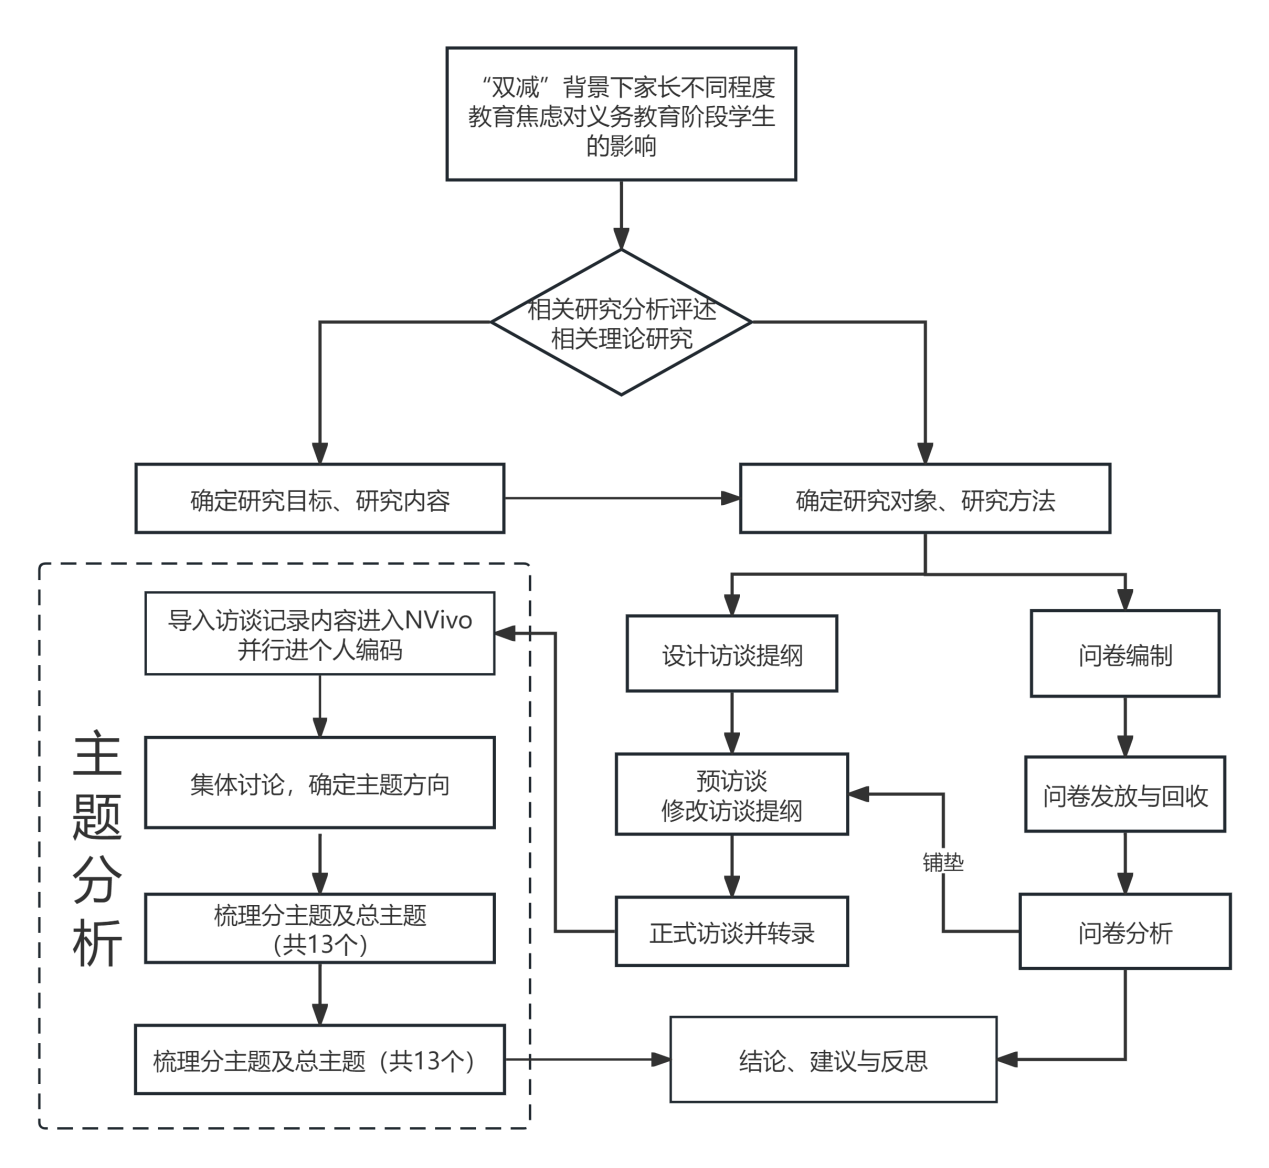 “双减”背景下家长不同程度
教育焦虑对义务教育阶段学生
的影响
相关研究分析评述
相关理论研究
确定研究目标、研究内容
确定研究对象、研究方法
主
题
分
析
导入访谈记录内容进入NVivo
并行进个人编码
集体讨论，确定主题方向
梳理分主题及总主题
（共13个）
梳理分主题及总主题（共13个）
设计访谈提纲
预访谈
修改访谈提纲
正式访谈并转录
问卷编制
问卷发放与回收
铺垫
问卷分析
结论、建议与反思